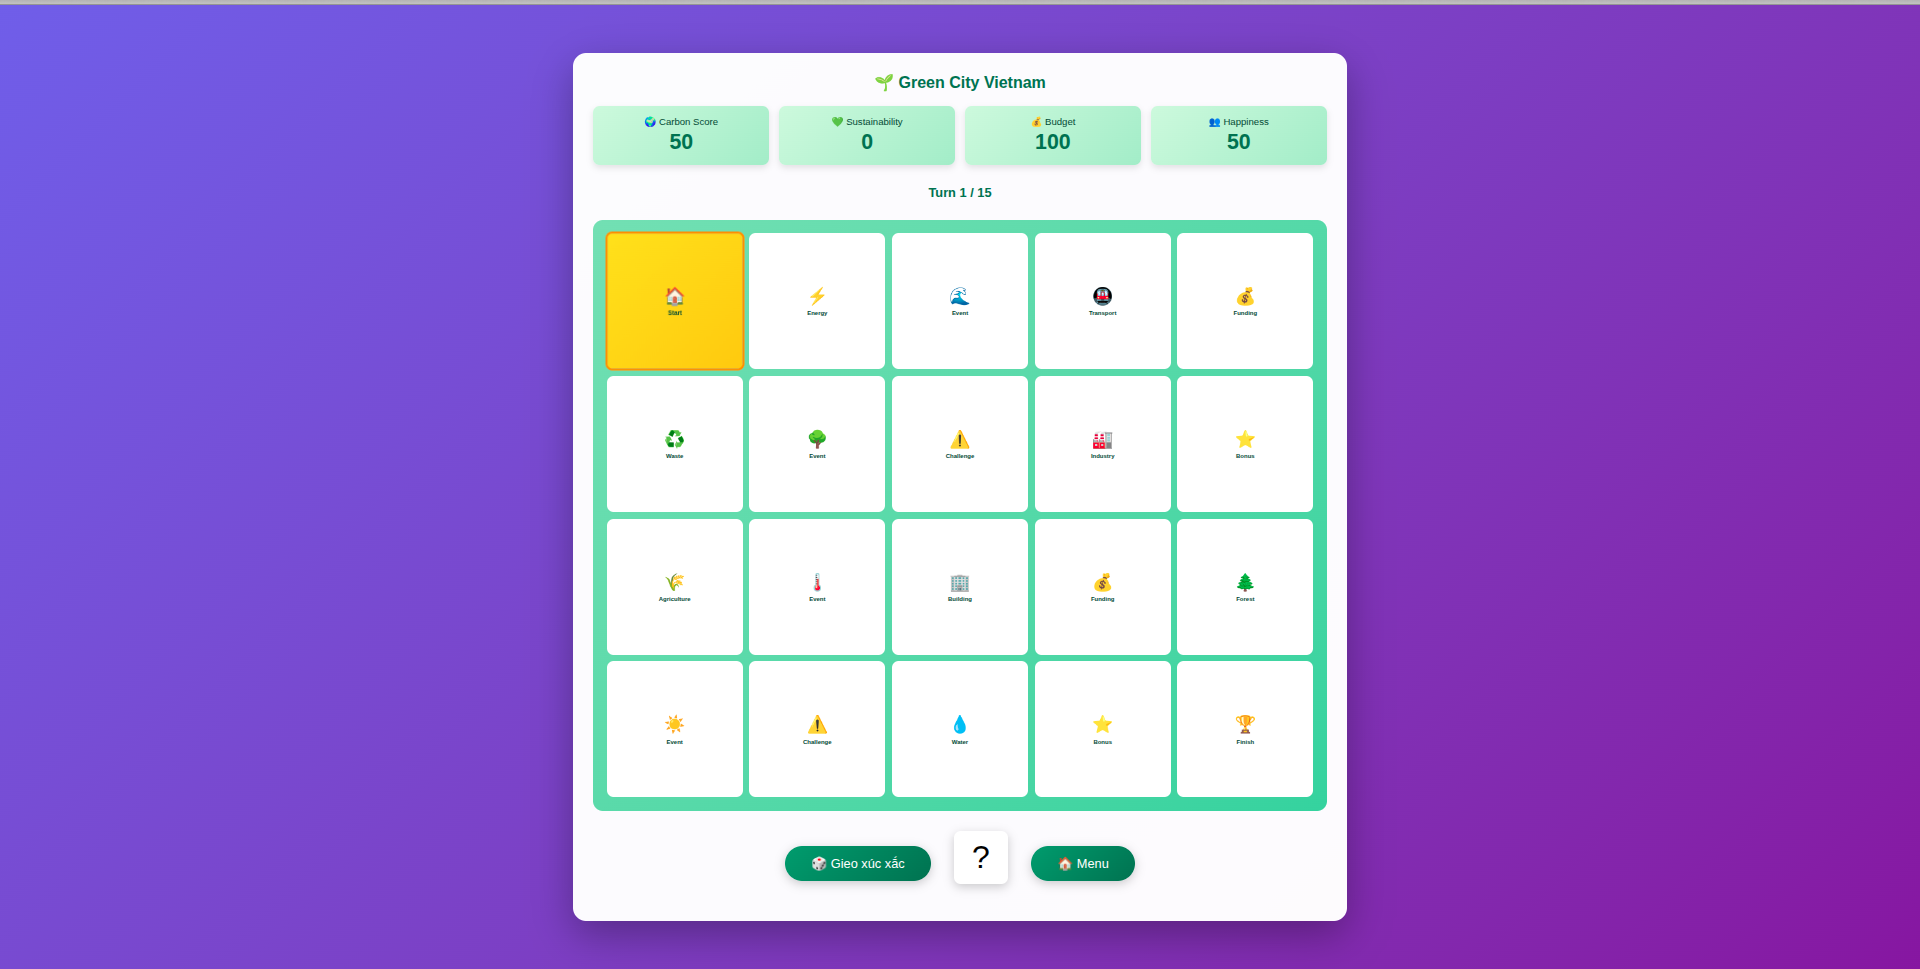 🌱 Green City Vietnam
🌍 Carbon Score
50
💚 Sustainability
0
💰 Budget
100
👥 Happiness
50
Turn 1 / 15
Start
Energy
Event
Transport
Funding
Waste
Event
Challenge
Industry
Bonus
Agriculture
Event
Building
Funding
Forest
Event
Challenge
Water
Bonus
Finish
🎲 Gieo xúc xắc
?
🏠 Menu